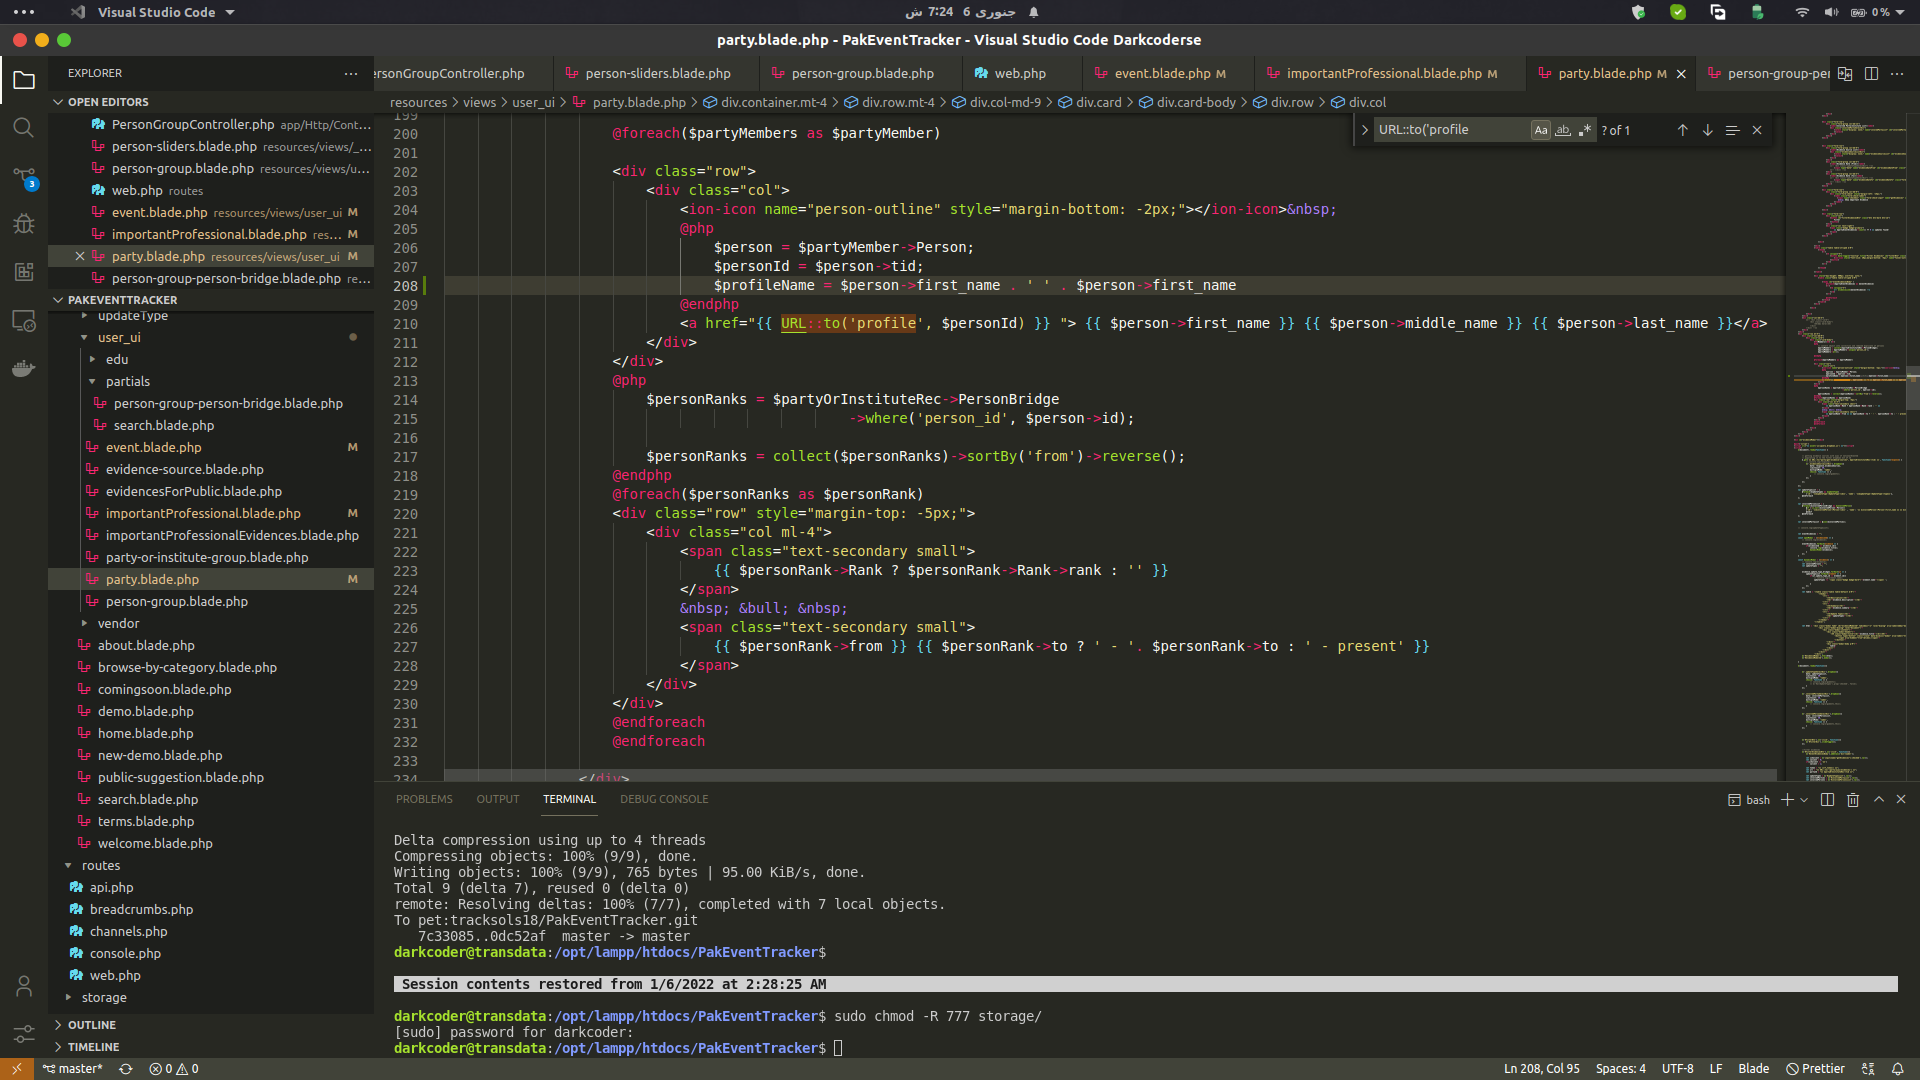 Visual Studio Code
جنوری 6  7:24 ش
0 %
party.blade.php - PakEventTracker - Visual Studio Code Darkcoderse
EXPLORER
ersonGroupController.php
person-sliders.blade.php
person-group.blade.php
web.php
event.blade.php M
importantProfessional.blade.php M
party.blade.php M
person-group-per
OPEN EDITORS
PersonGroupController.php app/Http/Cont...
person-sliders.blade.php resources/views/_...
person-group.blade.php resources/views/u...
web.php routes
event.blade.php resources/views/user_ui M
importantProfessional.blade.php res... M
party.blade.php resources/views/user_ui M
person-group-person-bridge.blade.php re...
PAKEVENTTRACKER
updateType
user_ui
edu
partials
person-group-person-bridge.blade.php
search.blade.php
event.blade.php M
evidence-source.blade.php
evidencesForPublic.blade.php
importantProfessional.blade.php M
importantProfessionalEvidences.blade.php
party-or-institute-group.blade.php
party.blade.php M
person-group.blade.php
vendor
about.blade.php
browse-by-category.blade.php
comingsoon.blade.php
demo.blade.php
home.blade.php
new-demo.blade.php
public-suggestion.blade.php
search.blade.php
terms.blade.php
welcome.blade.php
routes
api.php
breadcrumbs.php
channels.php
console.php
web.php
storage
OUTLINE
TIMELINE
3
resources > views > user_ui > party.blade.php > div.container.mt-4 > div.row.mt-4 > div.col-md-9 > div.card > div.card-body > div.row > div.col
URL::to('profile Aa ab .* ? of 1
199
200 @foreach($partyMembers as $partyMember)
201
202 <div class="row">
203 <div class="col">
204 <ion-icon name="person-outline" style="margin-bottom: -2px;"></ion-icon>&nbsp;
205 @php
206 $person = $partyMember->Person;
207 $personId = $person->tid;
208 $profileName = $person->first_name . ' ' . $person->first_name
209 @endphp
210 <a href="{{ URL::to('profile', $personId) }} "> {{ $person->first_name }} {{ $person->middle_name }} {{ $person->last_name }}</a>
211 </div>
212 </div>
213 @php
214 $personRanks = $partyOrInstituteRec->PersonBridge
215 ->where('person_id', $person->id);
216
217 $personRanks = collect($personRanks)->sortBy('from')->reverse();
218 @endphp
219 @foreach($personRanks as $personRank)
220 <div class="row" style="margin-top: -5px;">
221 <div class="col ml-4">
222 <span class="text-secondary small">
223 {{ $personRank->Rank ? $personRank->Rank->rank : '' }}
224 </span>
225 &nbsp; &bull; &nbsp;
226 <span class="text-secondary small">
227 {{ $personRank->from }} {{ $personRank->to ? ' - '. $personRank->to : ' - present' }}
228 </span>
229 </div>
230 </div>
231 @endforeach
232 @endforeach
233
234 </div>
PROBLEMS OUTPUT TERMINAL DEBUG CONSOLE
bash
Delta compression using up to 4 threads
Compressing objects: 100% (9/9), done.
Writing objects: 100% (9/9), 765 bytes | 95.00 KiB/s, done.
Total 9 (delta 7), reused 0 (delta 0)
remote: Resolving deltas: 100% (7/7), completed with 7 local objects.
To pet:tracksols18/PakEventTracker.git
7c33085..0dc52af  master -> master
darkcoder@transdata:/opt/lampp/htdocs/PakEventTracker$
Session contents restored from 1/6/2022 at 2:28:25 AM
darkcoder@transdata:/opt/lampp/htdocs/PakEventTracker$ sudo chmod -R 777 storage/
[sudo] password for darkcoder:
darkcoder@transdata:/opt/lampp/htdocs/PakEventTracker$
master* 0 0
Ln 208, Col 95 Spaces: 4 UTF-8 LF Blade Prettier